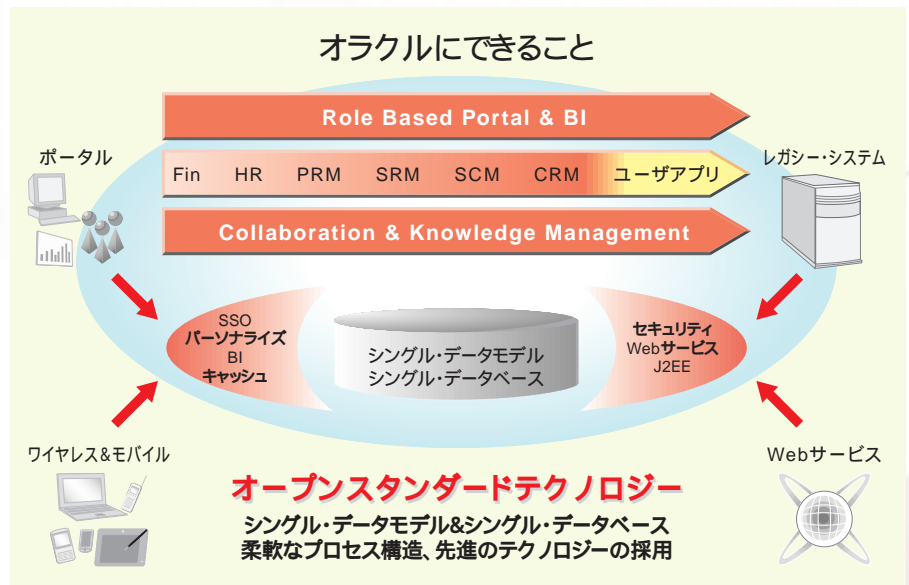 オラクルにできること
Role Based Portal & BI
ポータル
レガシー・システム
Fin HR PRM SRM SCM CRM ユーザアプリ
Collaboration & Knowledge Management
SSO
パーソナライズ
BI
キャッシュ
シングル・データモデル
シングル・データベース
セキュリティ
Webサービス
J2EE
ワイヤレス&モバイル
Webサービス
オープンスタンダードテクノロジー
シングル・データモデル&シングル・データベース
柔軟なプロセス構造、先進のテクノロジーの採用